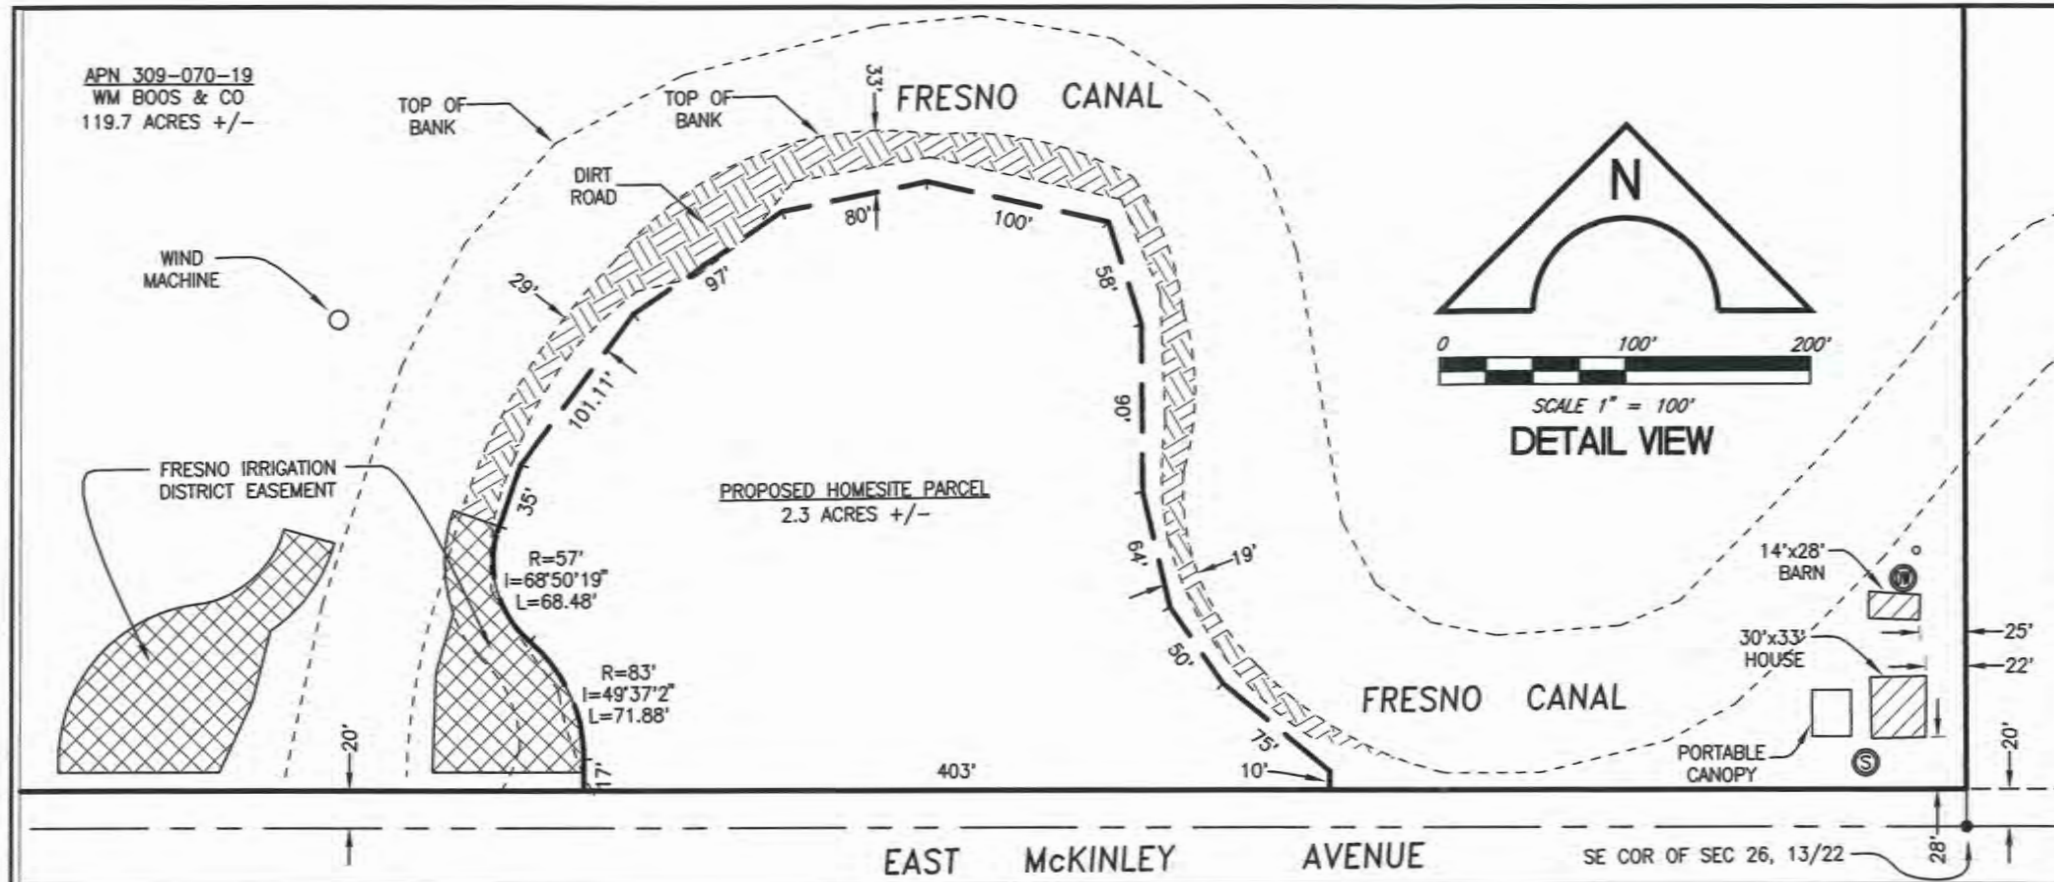 APN 309-070-19
WM BOOS & CO
119.7 ACRES +/-
TOP OF
BANK
TOP OF
BANK
33'
FRESNO CANAL
DIRT
ROAD
N
WIND
MACHINE
29'
97'
80'
100'
58'
0 100' 200'
SCALE 1" = 100'
DETAIL VIEW
101.11'
90'
FRESNO IRRIGATION
DISTRICT EASEMENT
35'
PROPOSED HOMESITE PARCEL
2.3 ACRES +/-
R=57'
I=68°50'19"
L=68.48'
64'
19'
14'x28'
BARN
30'x33'
HOUSE
25'
22'
R=83'
I=49°37'2"
L=71.88'
50'
FRESNO CANAL
75'
PORTABLE
CANOPY
S
20'
20'
17'
403'
10'
EAST McKINLEY AVENUE
SE COR OF SEC 26, 13/22
28'